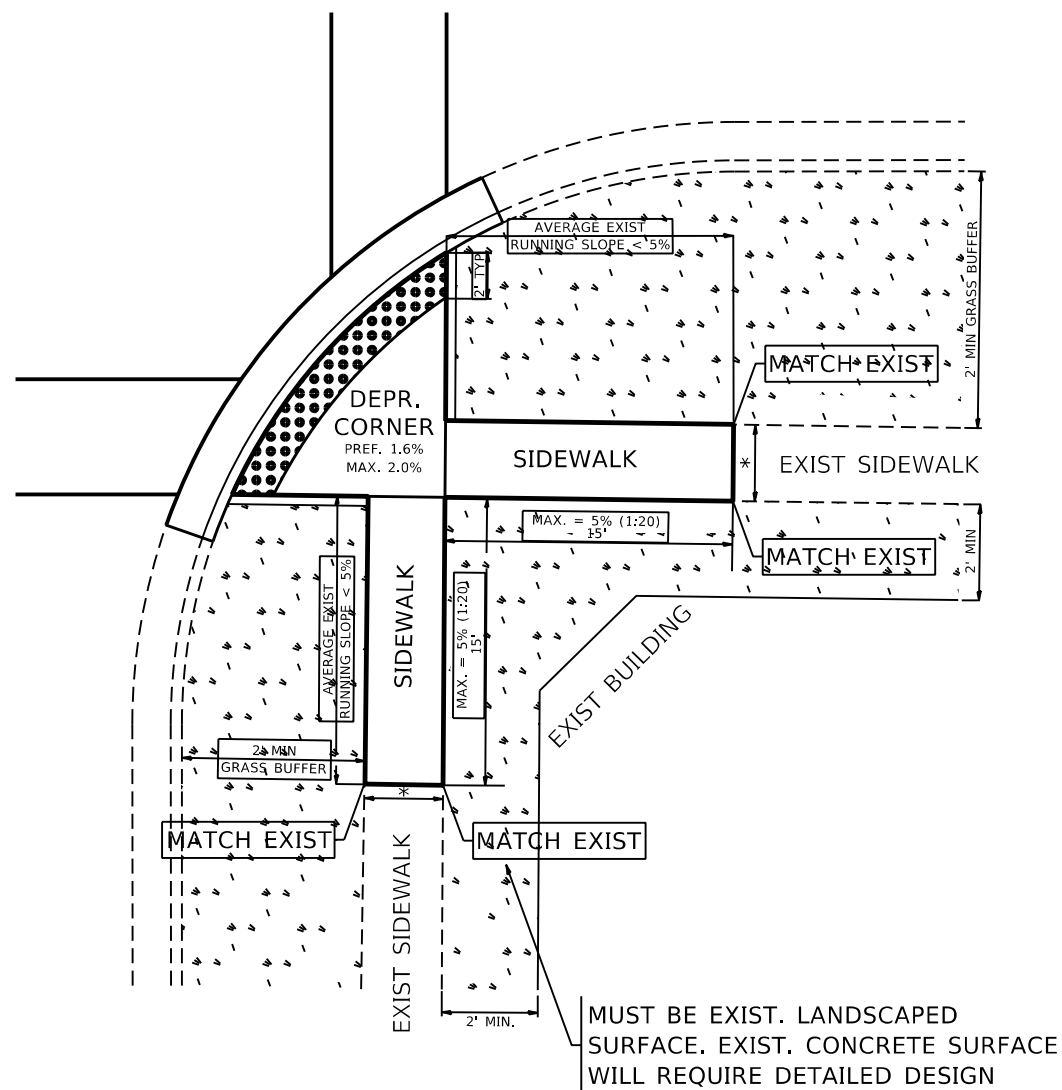 AVERAGE EXIST
RUNNING SLOPE < 5%
2' TYP
2' MIN GRASS BUFFER
MATCH EXIST
DEPR.
CORNER
PREF. 1.6%
MAX. 2.0%
SIDEWALK
*
EXIST SIDEWALK
MAX. = 5% (1:20)
15'
MATCH EXIST
2' MIN
AVERAGE EXIST
RUNNING SLOPE < 5%
SIDEWALK
MAX. = 5% (1:20)
15'
EXIST BUILDING
2' MIN
GRASS BUFFER
*
MATCH EXIST
MATCH EXIST
EXIST SIDEWALK
2' MIN.
MUST BE EXIST. LANDSCAPED
SURFACE. EXIST. CONCRETE SURFACE
WILL REQUIRE DETAILED DESIGN